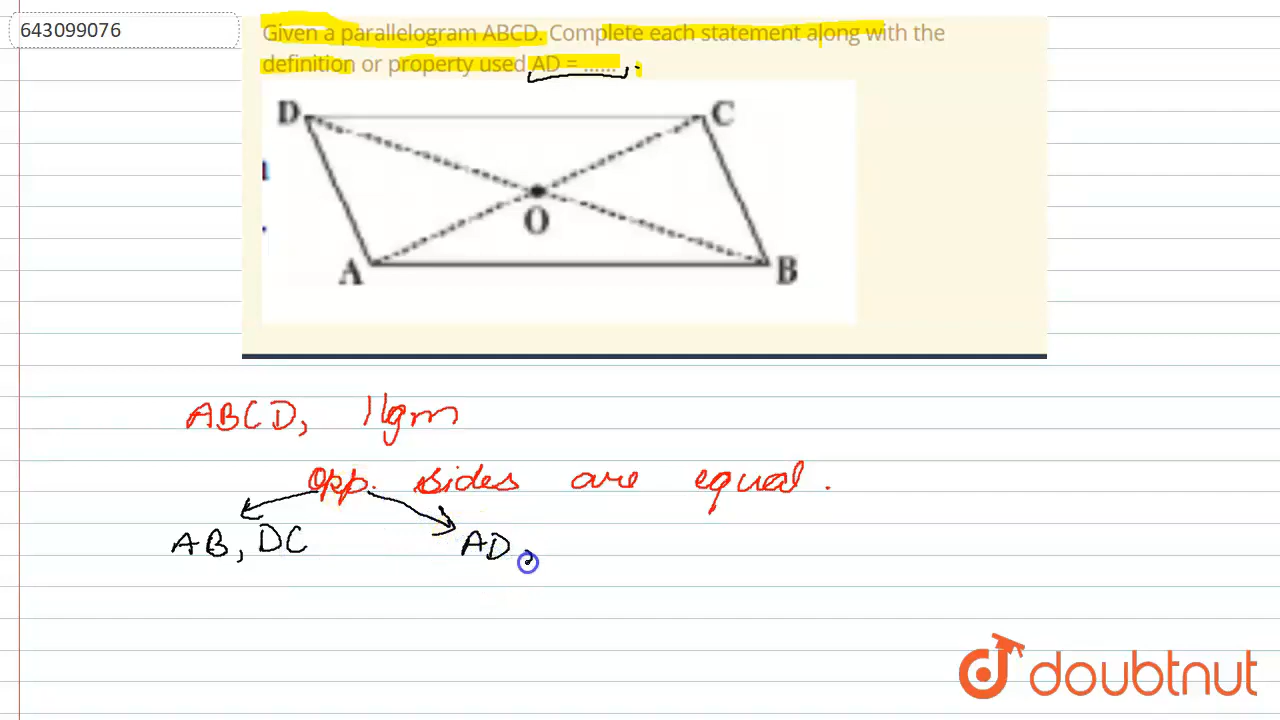 643099076
Given a parallelogram ABCD. Complete each statement along with the
definition or property used AD = ......
D
C
O
A
B
ABCD, ||gm
opp. sides are equal.
AB, DC
AD,
doubtnut